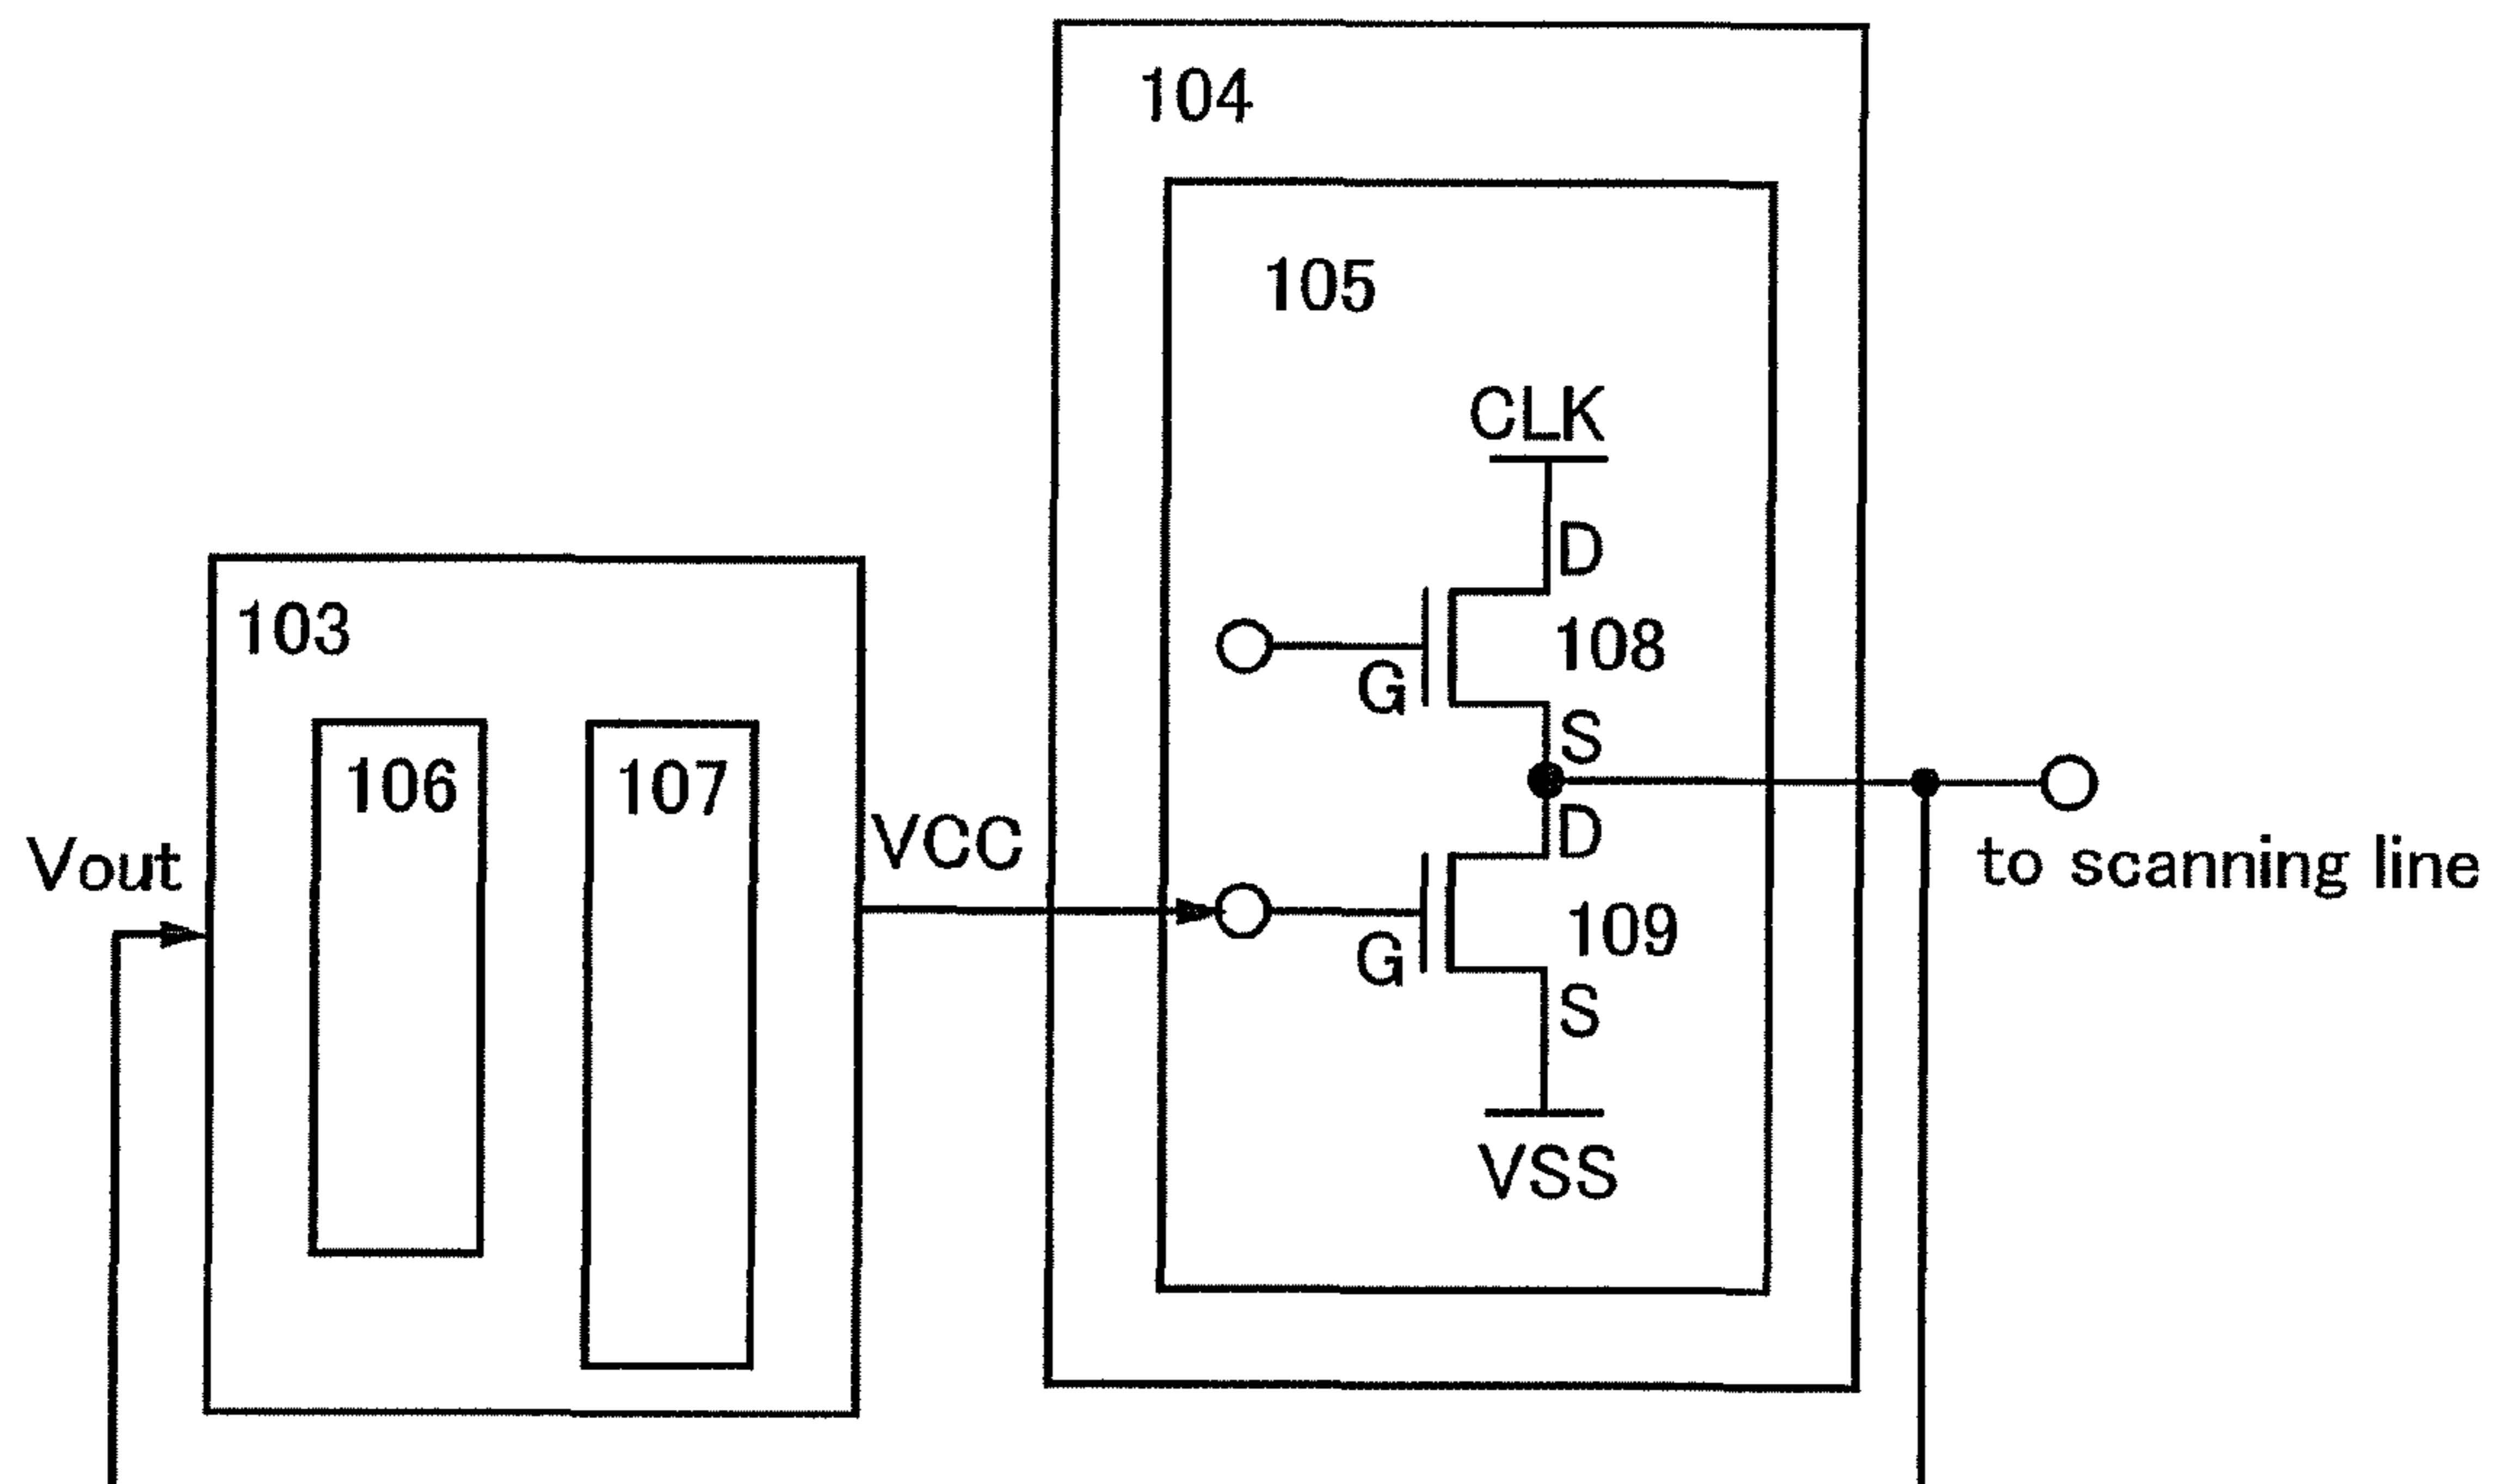 104
105
CLK
D
103
108
G
S
106
107
D
VCC
Vout
to scanning line
109
G
S
VSS